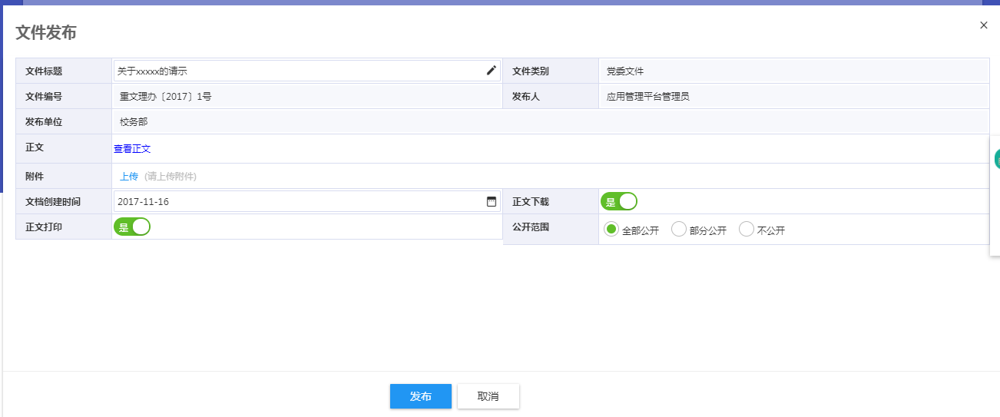 文件发布
文件标题 关于xxxxx的请示 文件类别 党委文件
文件编号 重文理办〔2017〕1号 发布人 应用管理平台管理员
发布单位 校务部
正文 查看正文
附件 上传 (请上传附件)
文档创建时间 2017-11-16 正文下载 是
正文打印 是 公开范围 全部公开 部分公开 不公开
发布 取消